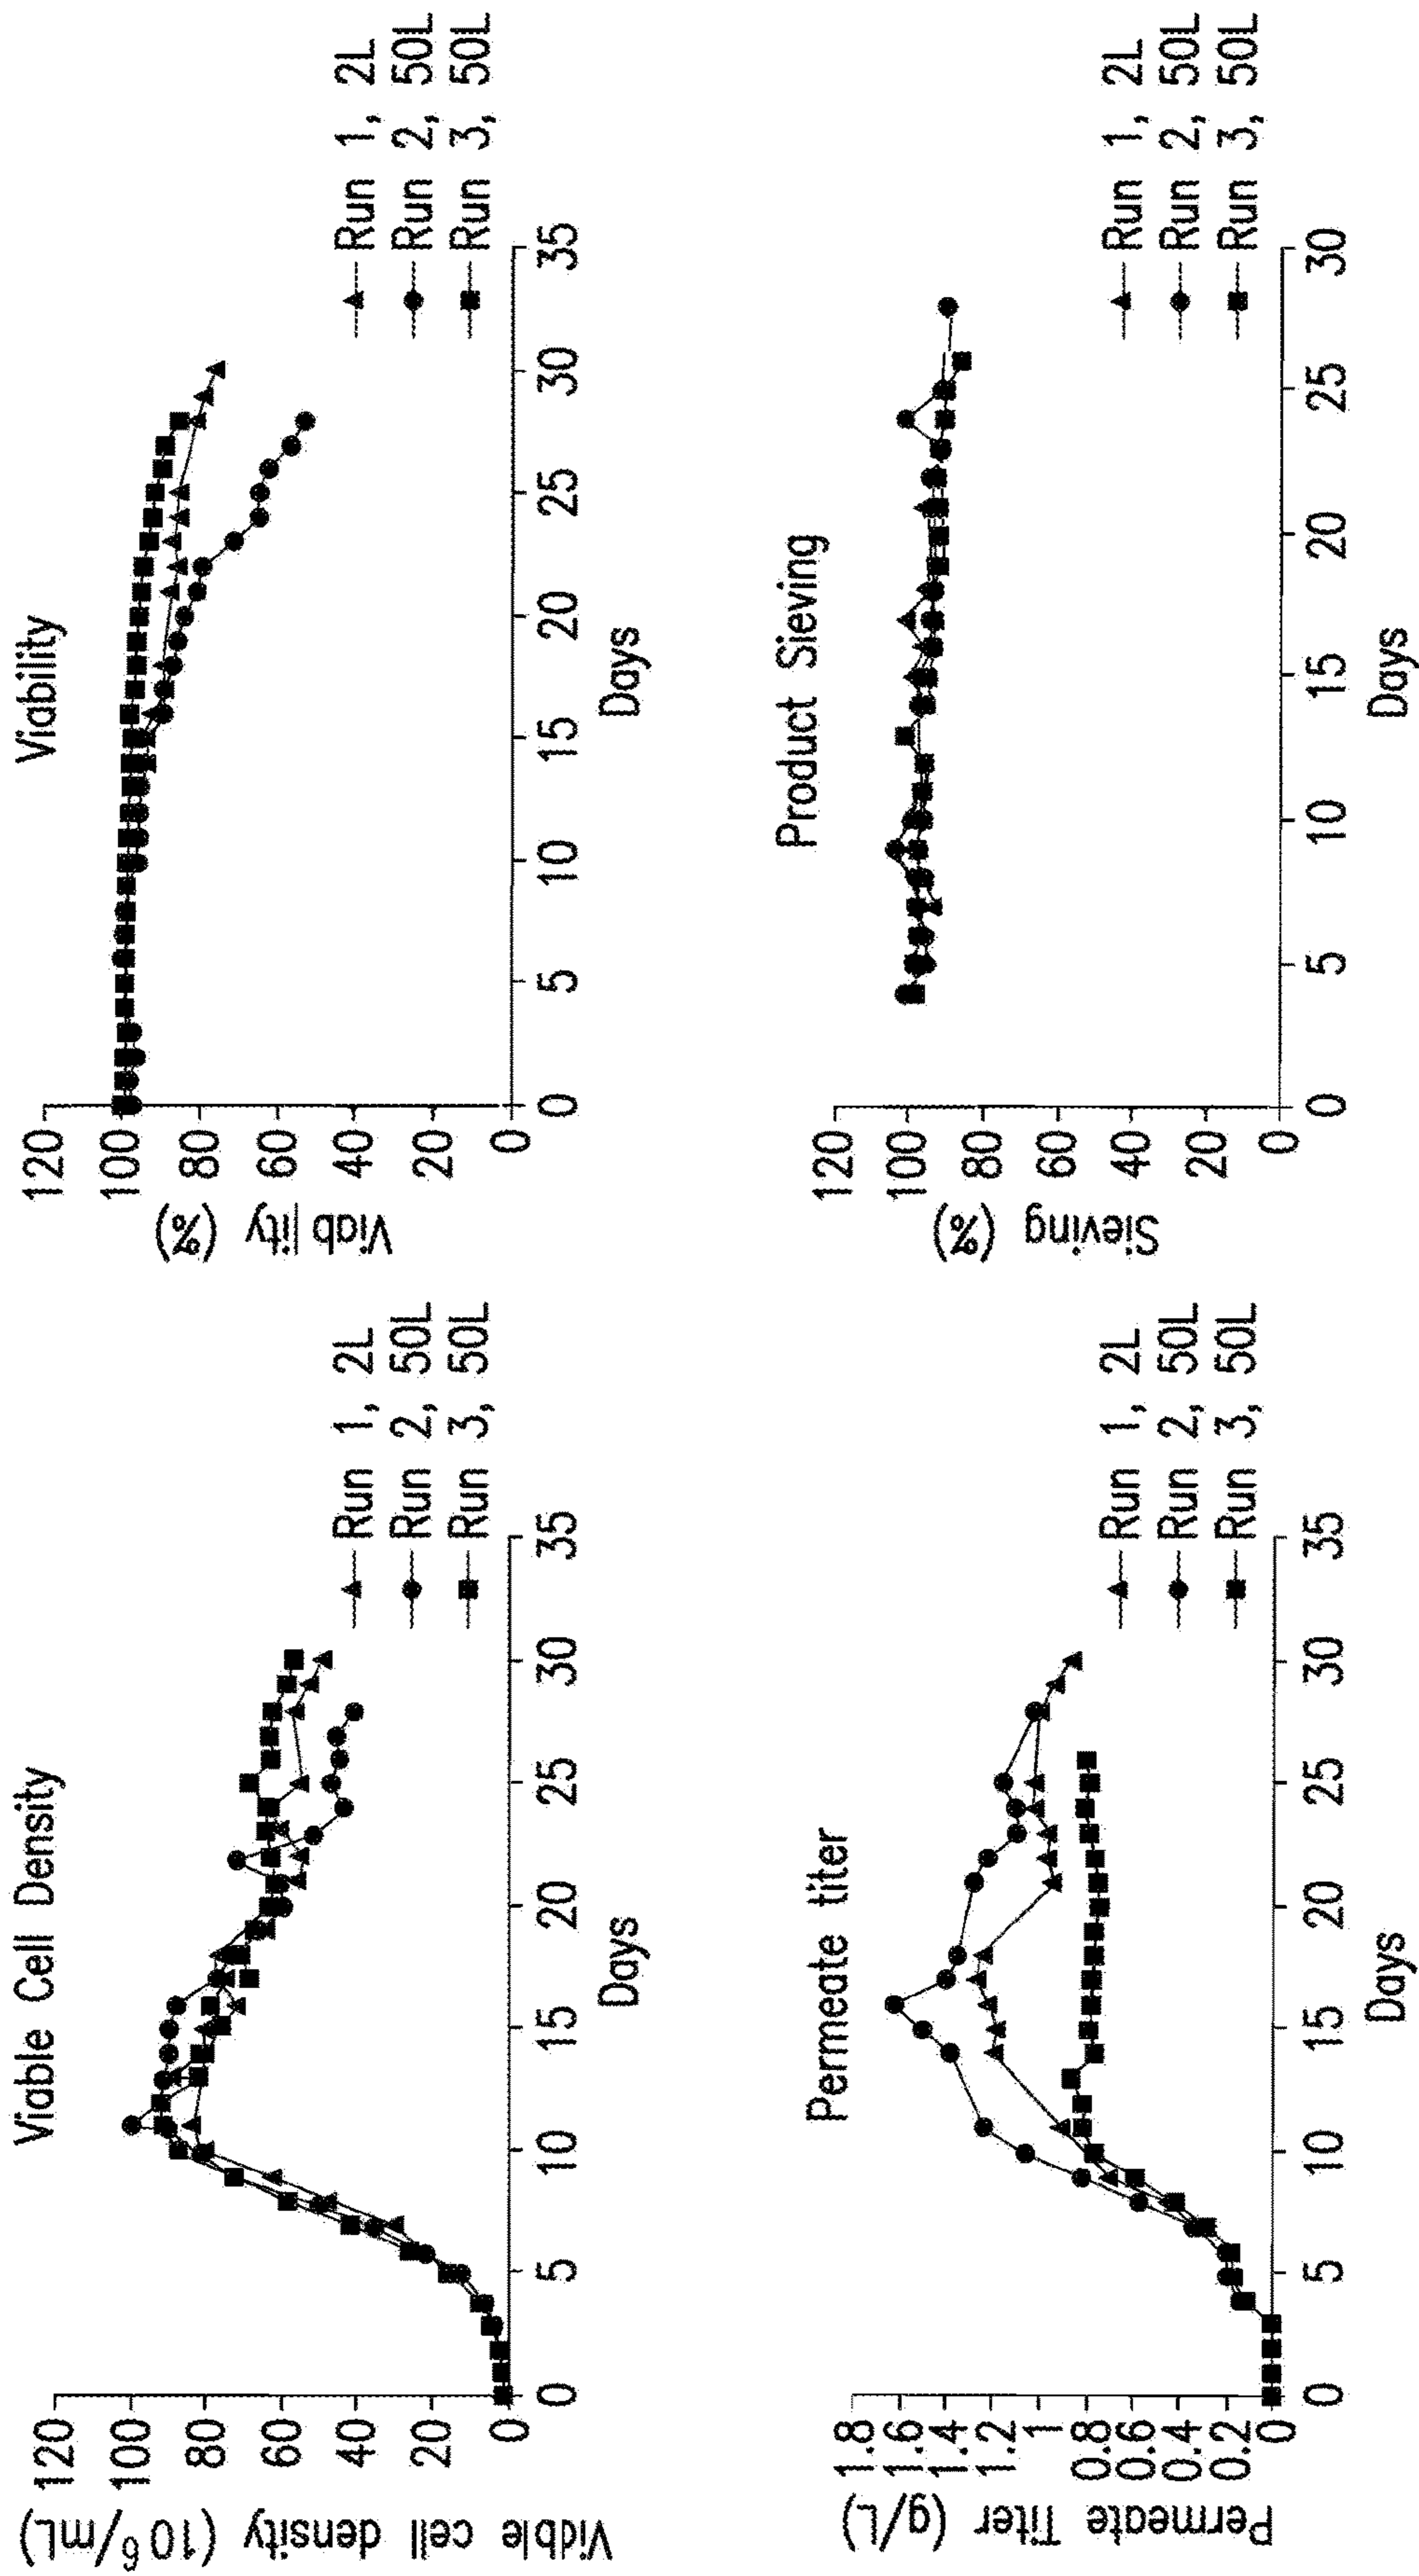 Viable Cell Density
Vidble cell density (10⁶/mL)
120
100
80
60
40
20
0
0 5 10 15 20 25 30 35
Days
Run 1, 2L
Run 2, 50L
Run 3, 50L
Viability
Viability (%)
120
100
80
60
40
20
0
0 5 10 15 20 25 30 35
Days
Run 1, 2L
Run 2, 50L
Run 3, 50L
Permeate titer
Permeate Titer (g/L)
1.8
1.6
1.4
1.2
1
0.8
0.6
0.4
0.2
0
0 5 10 15 20 25 30 35
Days
Run 1, 2L
Run 2, 50L
Run 3, 50L
Product Sieving
Sieving (%)
120
100
80
60
40
20
0
0 5 10 15 20 25 30
Days
Run 1, 2L
Run 2, 50L
Run 3, 50L